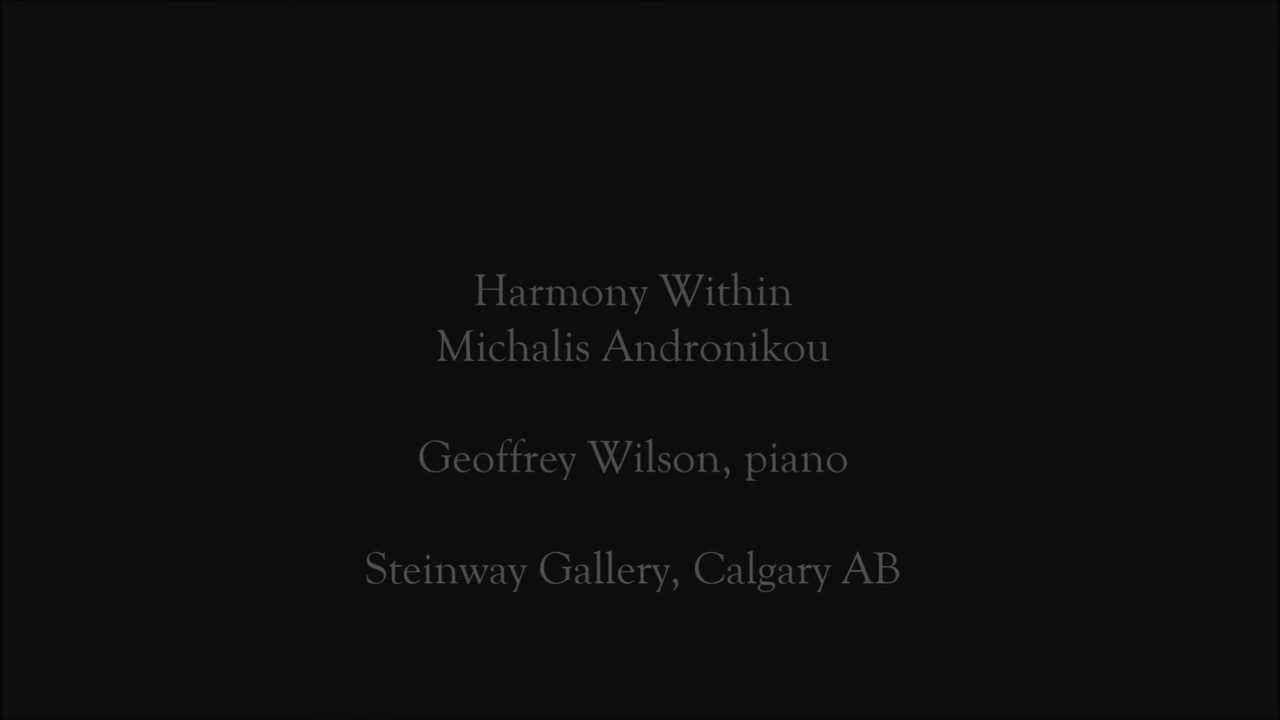 Harmony Within
Michalis Andronikou
Geoffrey Wilson, piano
Steinway Gallery, Calgary AB